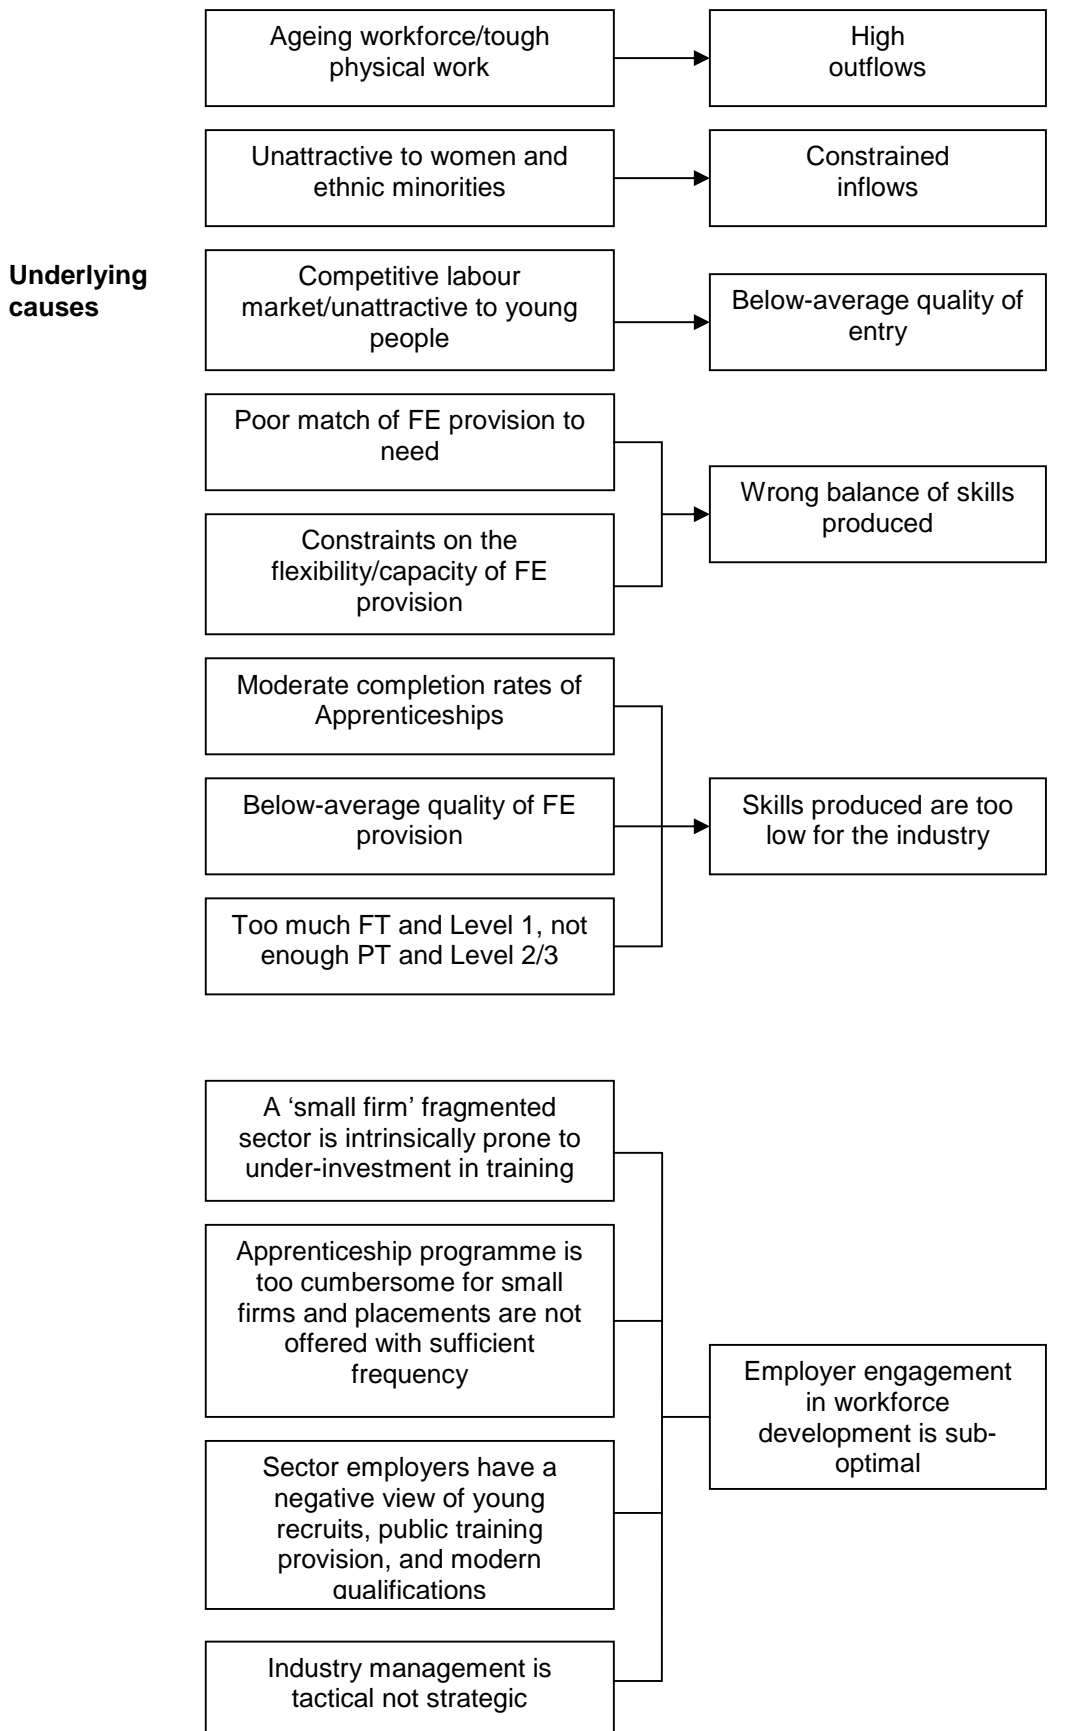 Ageing workforce/tough
physical work
High
outflows
Unattractive to women and
ethnic minorities
Constrained
inflows
Underlying
causes
Competitive labour
market/unattractive to young
people
Below-average quality of
entry
Poor match of FE provision to
need
Constraints on the
flexibility/capacity of FE
provision
Wrong balance of skills
produced
Moderate completion rates of
Apprenticeships
Below-average quality of FE
provision
Too much FT and Level 1, not
enough PT and Level 2/3
Skills produced are too
low for the industry
A ‘small firm’ fragmented
sector is intrinsically prone to
under-investment in training
Apprenticeship programme is
too cumbersome for small
firms and placements are not
offered with sufficient
frequency
Sector employers have a
negative view of young
recruits, public training
provision, and modern
qualifications
Industry management is
tactical not strategic
Employer engagement
in workforce
development is sub-
optimal